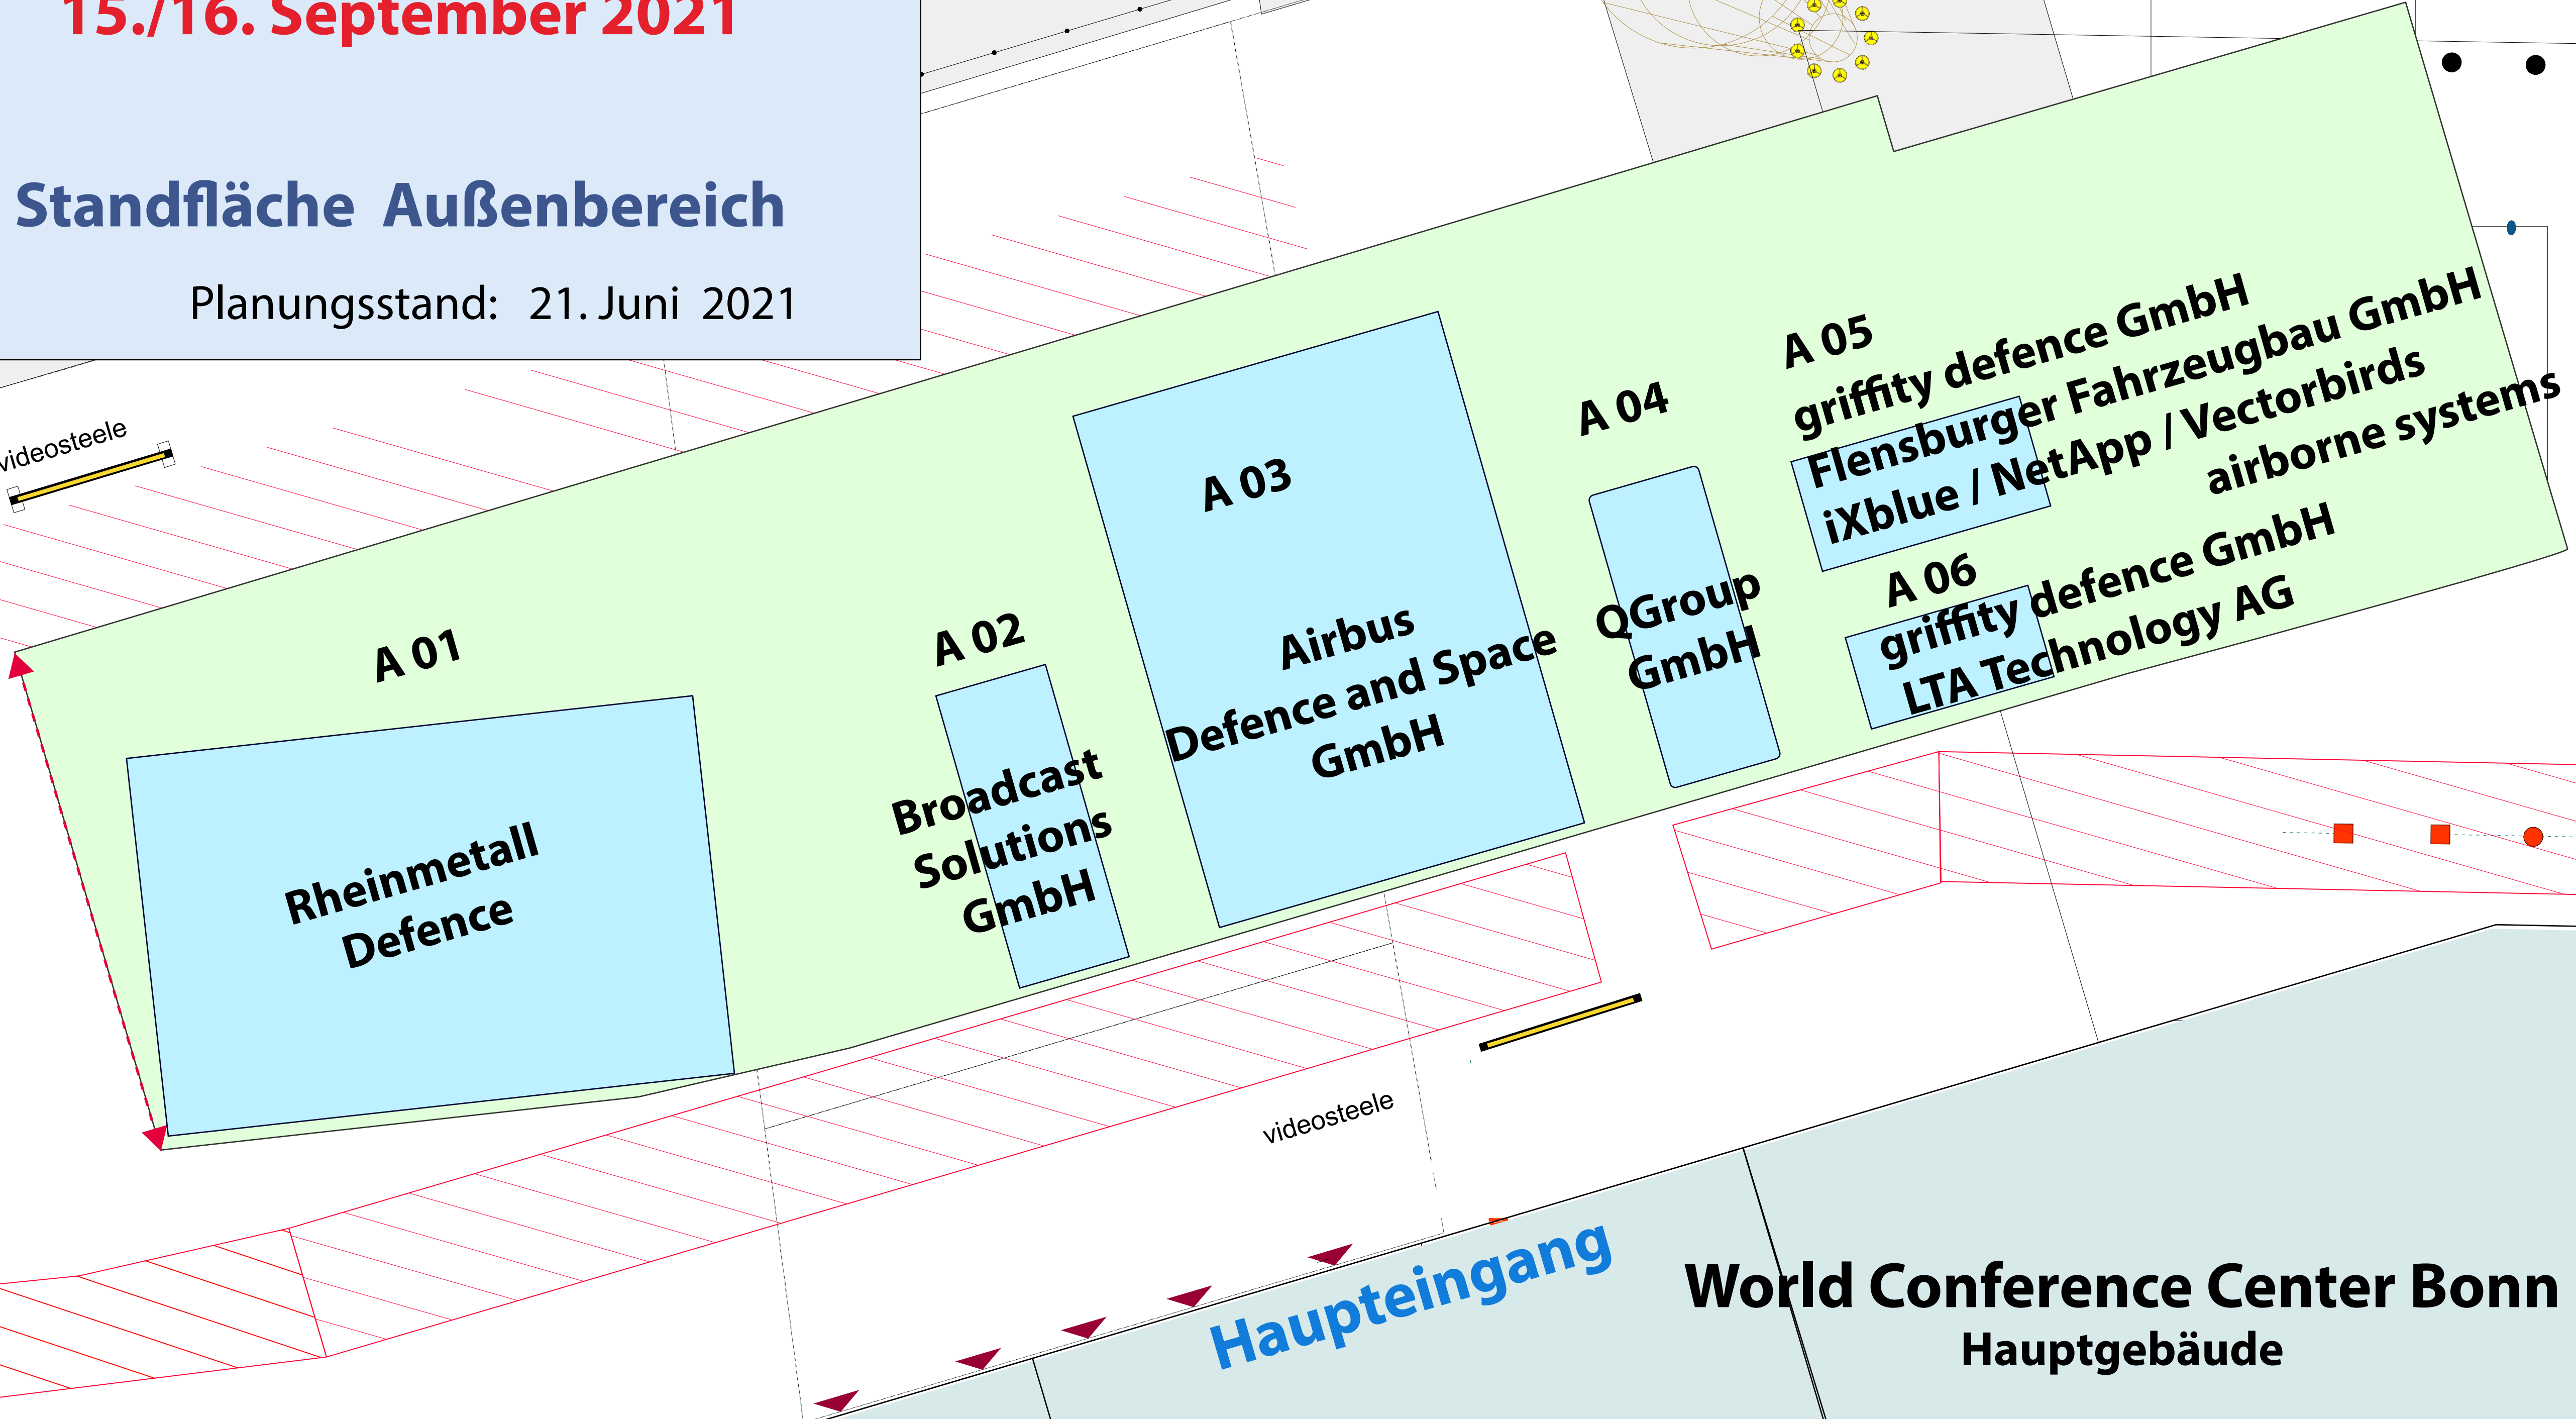 15./16. September 2021
Standfläche Außenbereich
Planungsstand: 21. Juni 2021
videosteele
A 01
Rheinmetall
Defence
A 02
Broadcast
Solutions
GmbH
A 03
Airbus
Defence and Space
GmbH
A 04
QGroup
GmbH
A 05
griffity defence GmbH
Flensburger Fahrzeugbau GmbH
iXblue / NetApp / Vectorbirds
airborne systems
A 06
griffity defence GmbH
LTA Technology AG
videosteele
Haupteingang
World Conference Center Bonn
Hauptgebäude